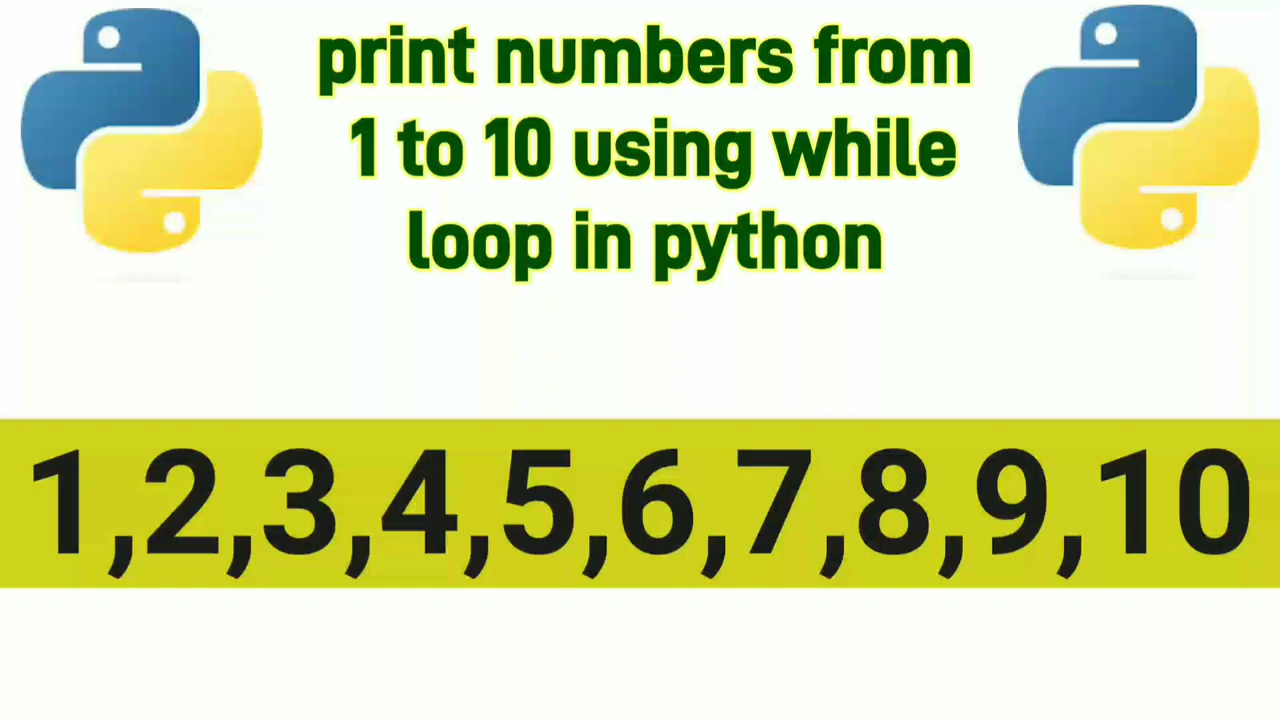 print numbers from
1 to 10 using while
loop in python
1,2,3,4,5,6,7,8,9,10